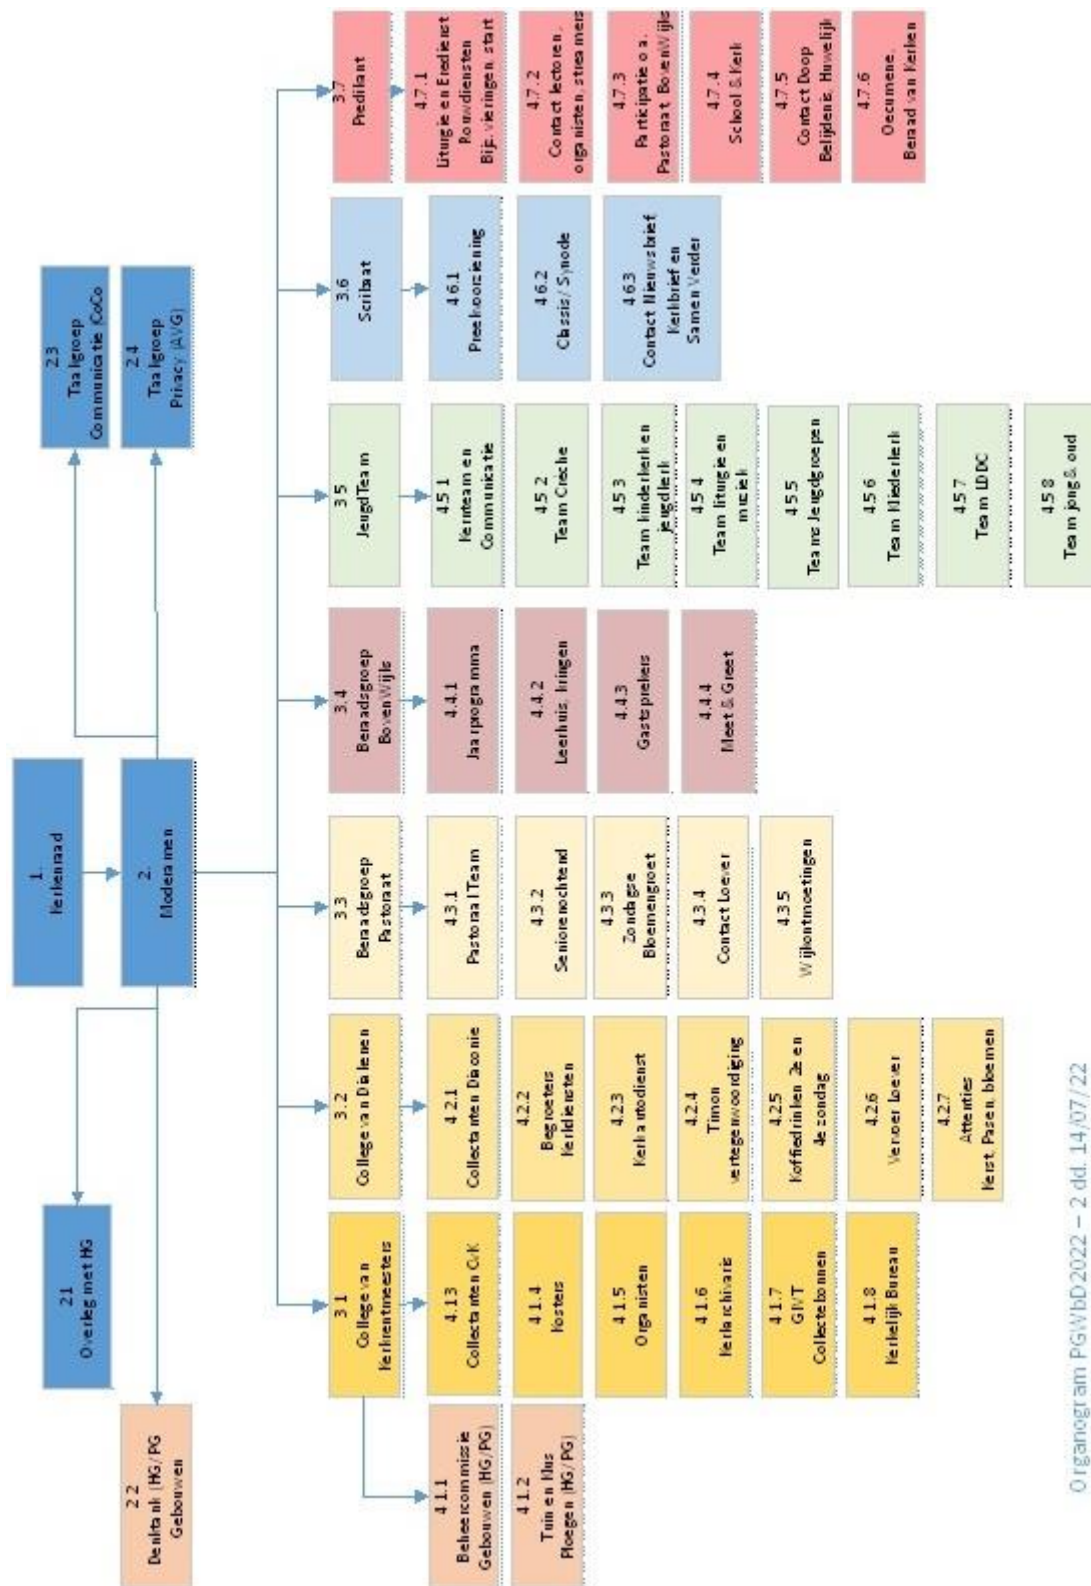 1.
Kerkenraad
2.
Moderamen
2.1
Overleg met HG
2.2
Denktank (HG/PG
Gebouwen
2.3
Taakgroep
Communicatie (CoCo
2.4
Taakgroep
Privacy (AVG)
3.1
College van
Kerkrentmesters
3.2
College van Diakenen
3.3
Beraadsgroep
Pastoraat
3.4
Beraadsgroep
BovenWijks
3.5
JeugdTeam
3.6
Scribaat
3.7
Predikant
4.1.1
Beheercommissie
Gebouwen (HG/PG)
4.1.2
Tuin en Klus
Ploegen (HG/PG)
4.1.3
Collectanten CvK
4.1.4
Kosters
4.1.5
Organisten
4.1.6
Kerkarchivaris
4.1.7
GIVT
Collectebonnen
4.1.8
Kerkelijk Bureau
4.2.1
Collectanten Diaconie
4.2.2
Begroeters
Kerkdiensten
4.2.3
Kerkautodienst
4.2.4
Timon
vertegenwoordiging
4.2.5
Koffiedrinken 2e en
4e zondag
4.2.6
Vervoer Loever
4.2.7
Attenties
Kerst, Pasen, bloemen
4.3.1
Pastoraal Team
4.3.2
Seniorenochtend
4.3.3
Zondagse
Bloemengroet
4.3.4
Contact Loever
4.3.5
Wijkontmoetingen
4.4.1
Jaarprogramma
4.4.2
Leerhuis, kringen
4.4.3
Gastsprekers
4.4.4
Meet & Greet
4.5.1
Kernteam en
Communicatie
4.5.2
Team Creche
4.5.3
Team kinderkerk en
jeugdkerk
4.5.4
Team liturgie en
muziek
4.5.5
Teams Jeugdgroepen
4.5.6
Team Kliederkerk
4.5.7
Team LDDC
4.5.8
Team jong & oud
4.6.1
Preekvoorziening
4.6.2
Classis / Synode
4.6.3
Contact Nieuwsbrief,
Kerkbrief en
Samen Verder
4.7.1
Liturgie en Eredienst
Rouwdiensten
Bijz. vieringen, start
4.7.2
Contact lectoren,
organisten, streamers
4.7.3
Participatie o.a.
Pastoraat, BovenWijks
4.7.4
School & Kerk
4.7.5
Contact Doop
Belijdenis, Huwelijk
4.7.6
Oecumene,
Beraad van Kerken
Organogram PGWbD2022 – 2 dd. 14/07/22